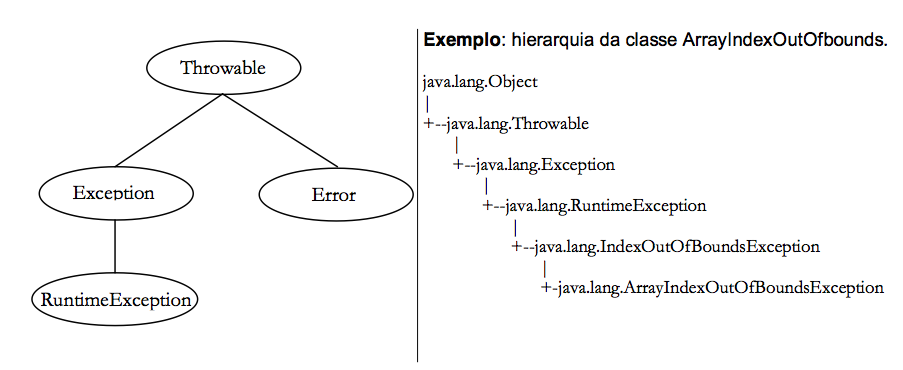 Throwable
Exception
Error
RuntimeException
Exemplo: hierarquia da classe ArrayIndexOutOfbounds.
java.lang.Object
|
+--java.lang.Throwable
|
+--java.lang.Exception
|
+--java.lang.RuntimeException
|
+--java.lang.IndexOutOfBoundsException
|
+-java.lang.ArrayIndexOutOfBoundsException